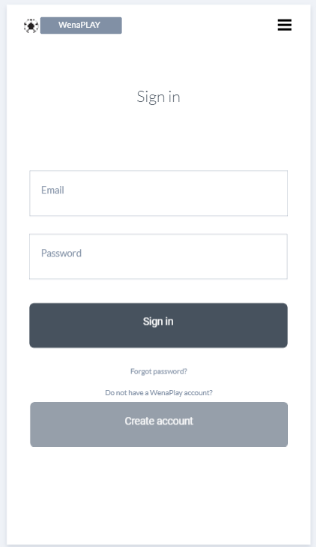 WenaPLAY
Sign in
Email
Password
Sign in
Forgot password?
Do not have a WenaPlay account?
Create account